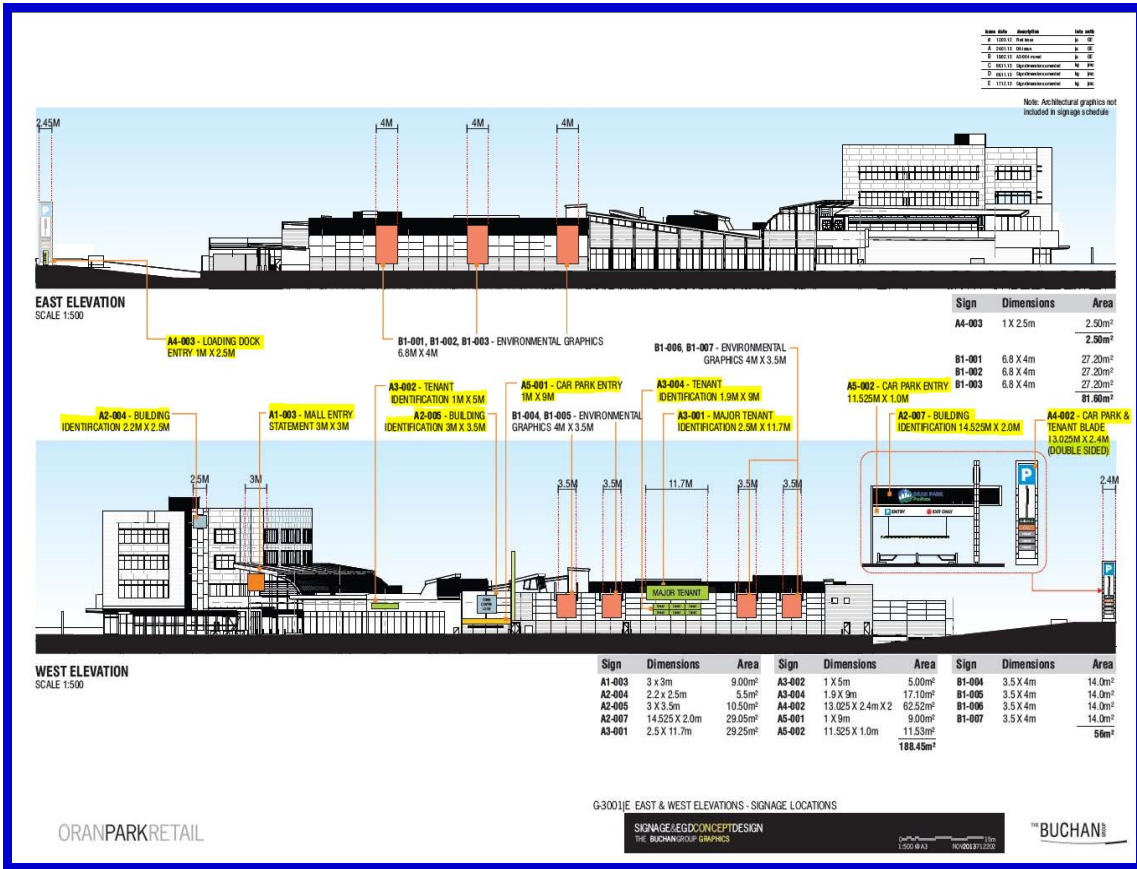 Issue date description
Note: Architectural graphics not
included in signage schedule
2.45M
4M
4M
4M
P
EAST ELEVATION
SCALE 1:500
A4-003 - LOADING DOCK
ENTRY 1M X 2.5M
B1-001, B1-002, B1-003 - ENVIRONMENTAL GRAPHICS
6.8M X 4M
B1-006, B1-007 - ENVIRONMENTAL
GRAPHICS 4M X 3.5M
Sign Dimensions Area
A4-003 1 X 2.5m 2.50m²
2.50m²
B1-001 6.8 X 4m 27.20m²
B1-002 6.8 X 4m 27.20m²
B1-003 6.8 X 4m 27.20m²
81.60m²
A2-004 - BUILDING
IDENTIFICATION 2.2M X 2.5M
A1-003 - MALL ENTRY
STATEMENT 3M X 3M
A3-002 - TENANT
IDENTIFICATION 1M X 5M
A2-005 - BUILDING
IDENTIFICATION 3M X 3.5M
A5-001 - CAR PARK ENTRY
1M X 9M
B1-004, B1-005 - ENVIRONMENTAL
GRAPHICS 4M X 3.5M
A3-004 - TENANT
IDENTIFICATION 1.9M X 9M
A3-001 - MAJOR TENANT
IDENTIFICATION 2.5M X 11.7M
A5-002 - CAR PARK ENTRY
11.525M X 1.0M
A2-007 - BUILDING
IDENTIFICATION 14.525M X 2.0M
A4-002 - CAR PARK &
TENANT BLADE
13.025M X 2.4M
(DOUBLE SIDED)
2.5M
3M
3.5M
3.5M
11.7M
3.5M
3.5M
2.4M
ORAN PARK
P ENTRY EXIT ONLY
P
P
MAJOR TENANT
WEST ELEVATION
SCALE 1:500
Sign Dimensions Area
A1-003 3 x 3m 9.00m²
A2-004 2.2 x 2.5m 5.5m²
A2-005 3 X 3.5m 10.50m²
A2-007 14.525 X 2.0m 29.05m²
A3-001 2.5 X 11.7m 29.25m²
Sign Dimensions Area
A3-002 1 X 5m 5.00m²
A3-004 1.9 X 9m 17.10m²
A4-002 13.025 X 2.4m X 2 62.52m²
A5-001 1 X 9m 9.00m²
A5-002 11.525 X 1.0m 11.53m²
188.45m²
Sign Dimensions Area
B1-004 3.5 X 4m 14.0m²
B1-005 3.5 X 4m 14.0m²
B1-006 3.5 X 4m 14.0m²
B1-007 3.5 X 4m 14.0m²
56m²
G-3001|E EAST & WEST ELEVATIONS - SIGNAGE LOCATIONS
ORANPARKRETAIL
SIGNAGE&EGDCONCEPTDESIGN
THE BUCHANGROUP GRAPHICS
0 15m
1:500 @ A3
THE BUCHAN GROUP